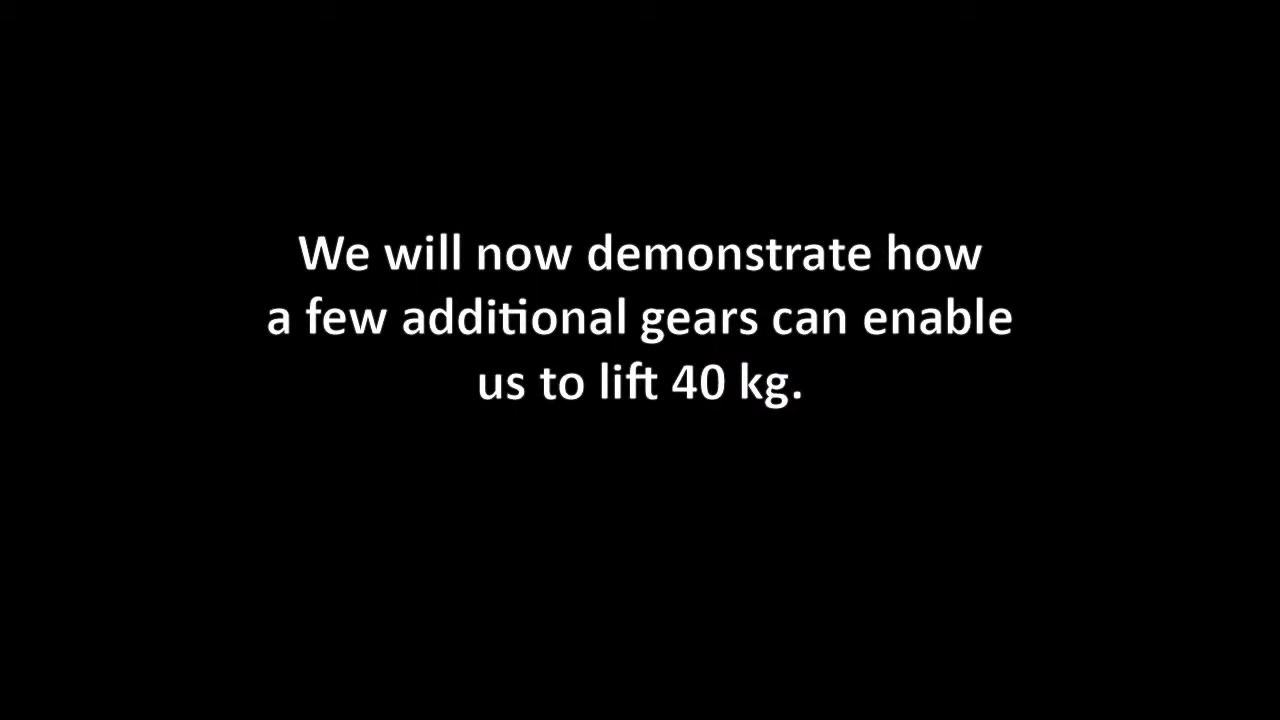 We will now demonstrate how
a few additional gears can enable
us to lift 40 kg.